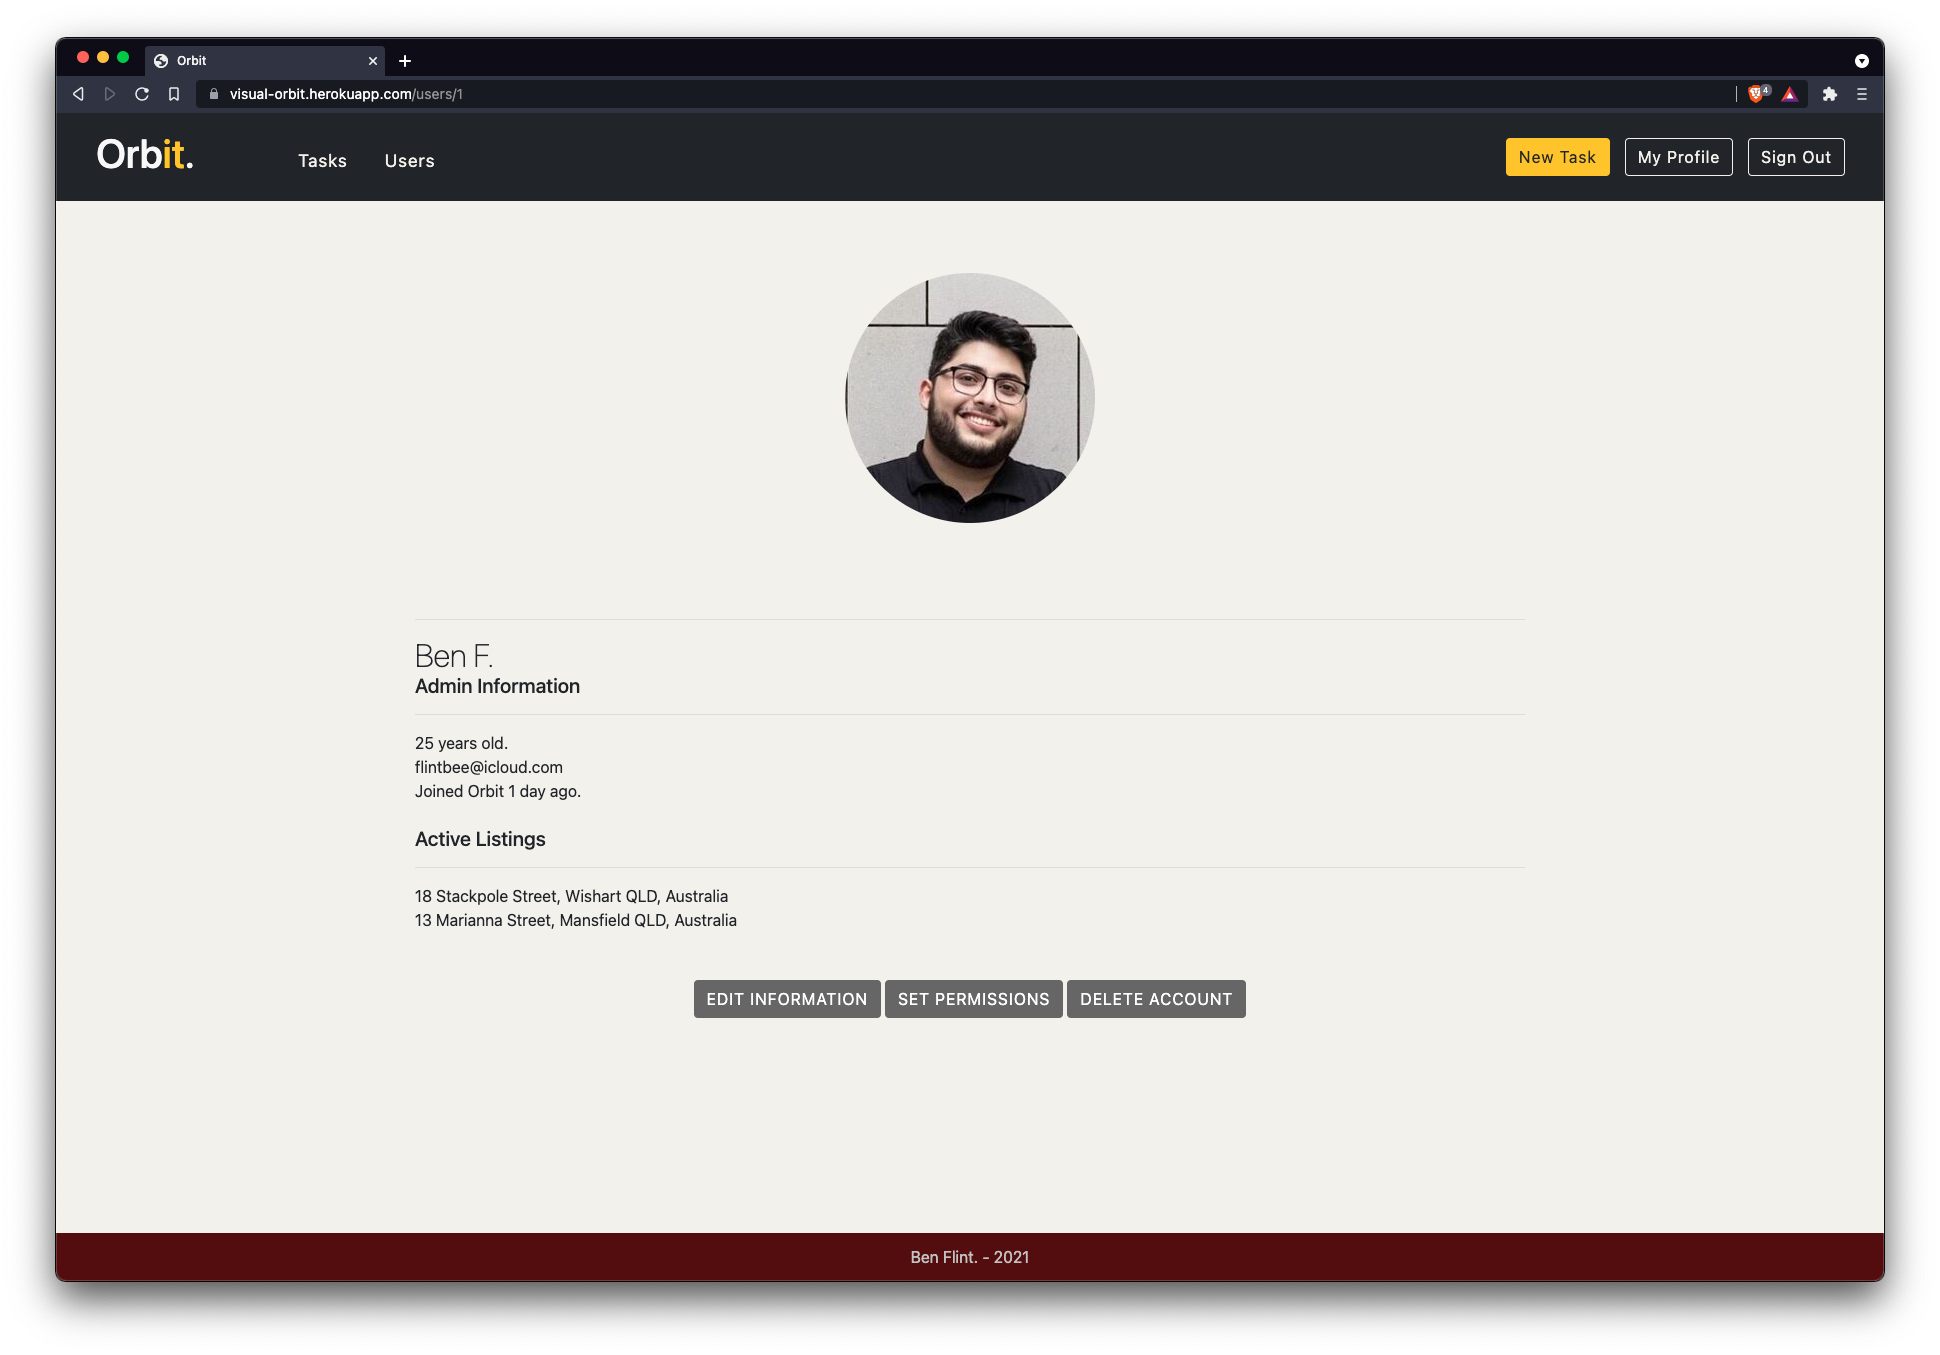 Orbit
visual-orbit.herokuapp.com/users/1
4
Orbit.
Tasks
Users
New Task
My Profile
Sign Out
Ben F.
Admin Information
25 years old.
flintbee@icloud.com
Joined Orbit 1 day ago.
Active Listings
18 Stackpole Street, Wishart QLD, Australia
13 Marianna Street, Mansfield QLD, Australia
EDIT INFORMATION
SET PERMISSIONS
DELETE ACCOUNT
Ben Flint. - 2021